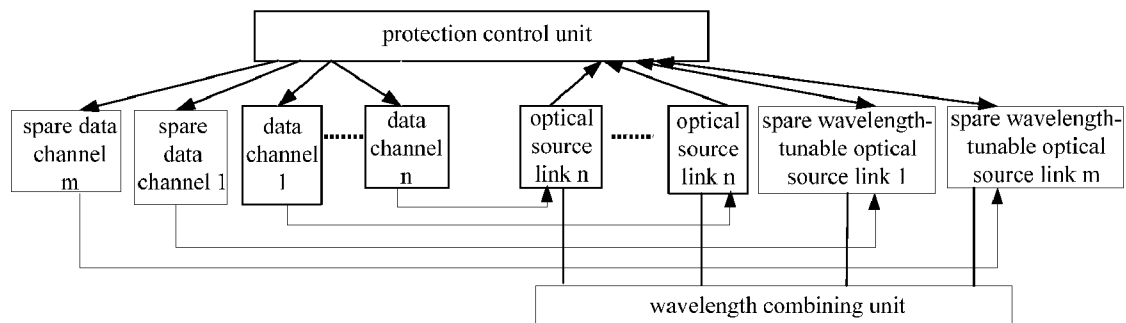 protection control unit
spare data
channel
m
spare
data
channel 1
data
channel
1
data
channel
n
optical
source
link n
optical
source
link n
spare wavelength-
tunable optical
source link 1
spare wavelength-
tunable optical
source link m
wavelength combining unit